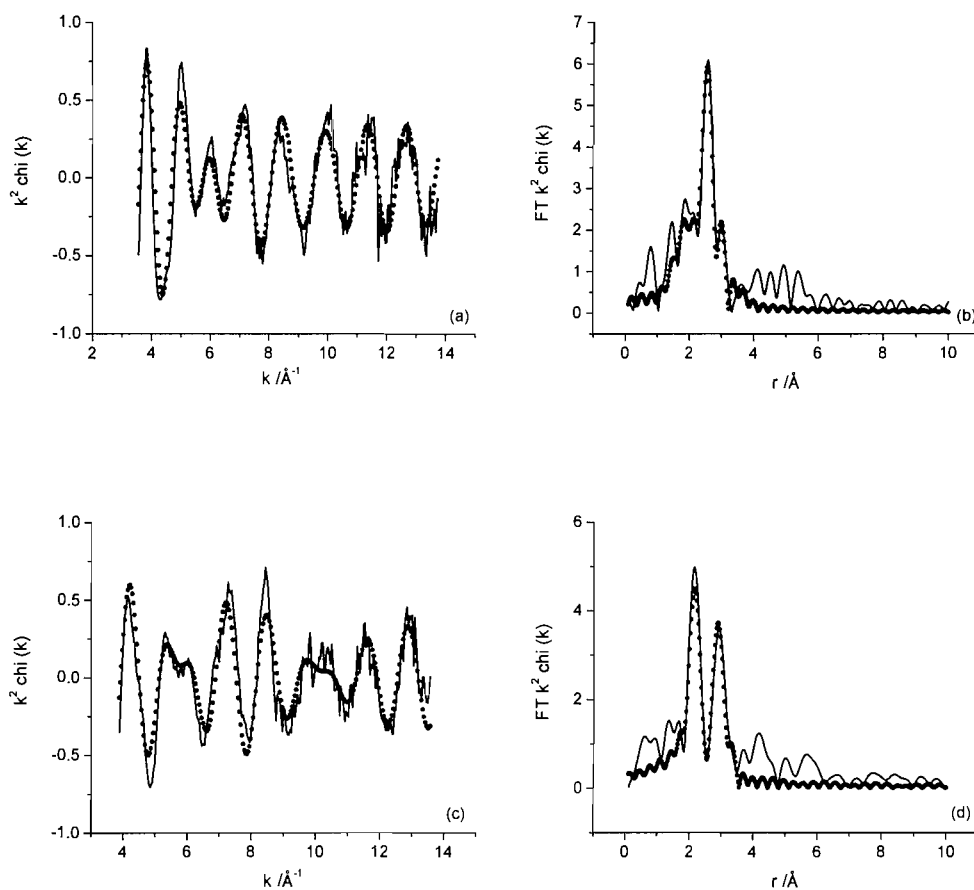 1.0
0.5
0.0
-0.5
-1.0
k² chi (k)
2 4 6 8 10 12 14
k /Å⁻¹
(a)
7
6
5
4
3
2
1
0
FT k² chi (k)
0 2 4 6 8 10
r /Å
(b)
1.0
0.5
0.0
-0.5
-1.0
k² chi (k)
4 6 8 10 12 14
k /Å⁻¹
(c)
6
4
2
0
-1
FT k² chi (k)
0 2 4 6 8 10
r /Å
(d)